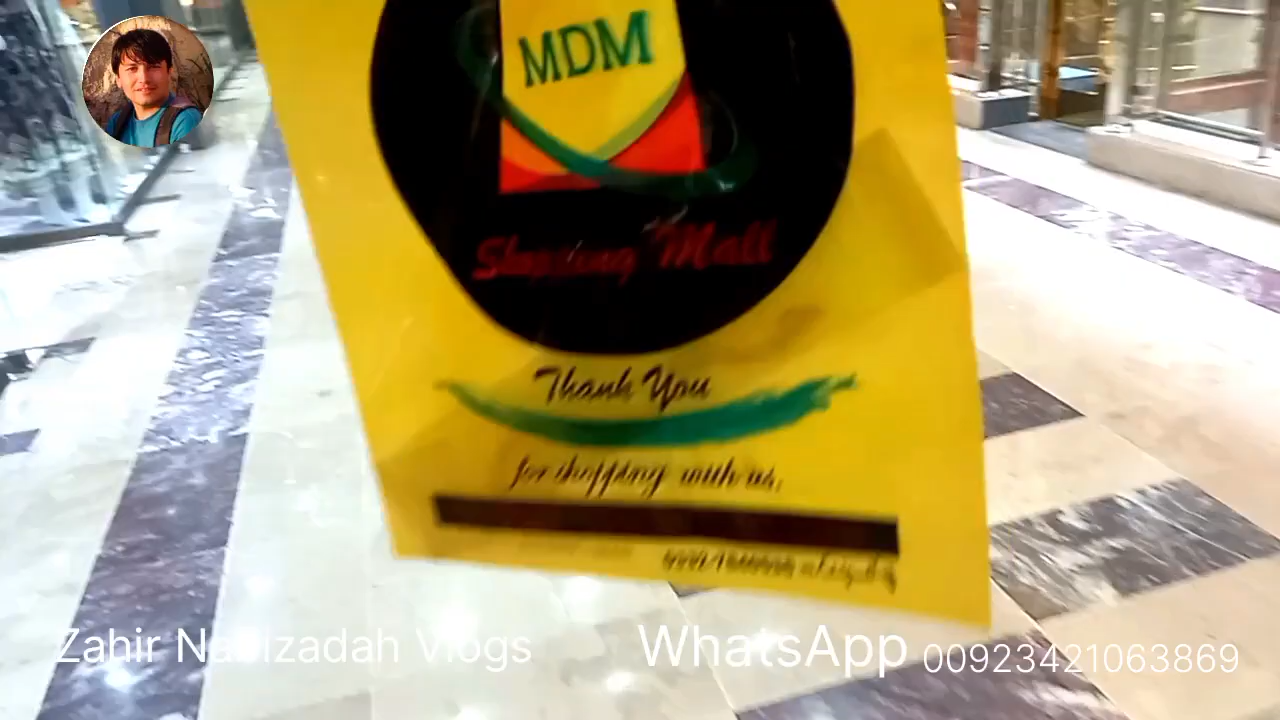 MDM
Shopping Mall
Thank You
for shopping with us.
Zahir Nabizadah Vlogs
WhatsApp 00923421063869